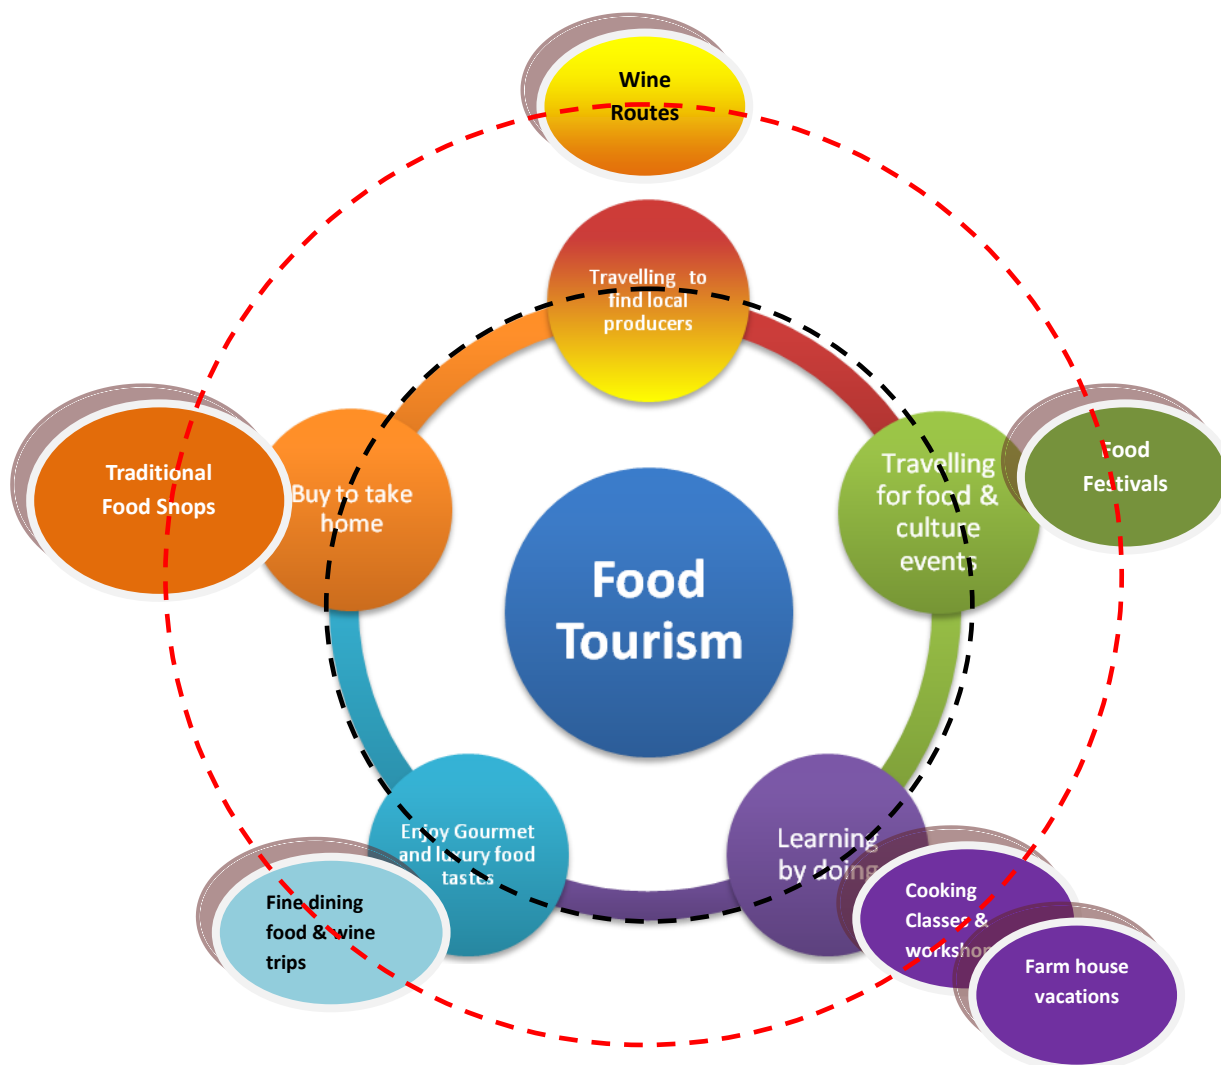 Wine
Routes
Travelling to
find local
producers
Traditional
Food Snops
Buy to take
home
Travelling
for food &
culture
events
Food
Festivals
Food
Tourism
Enjoy Gourmet
and luxury food
tastes
Learning
by doing
Fine dining
food & wine
trips
Cooking
Classes &
workshop
Farm house
vacations